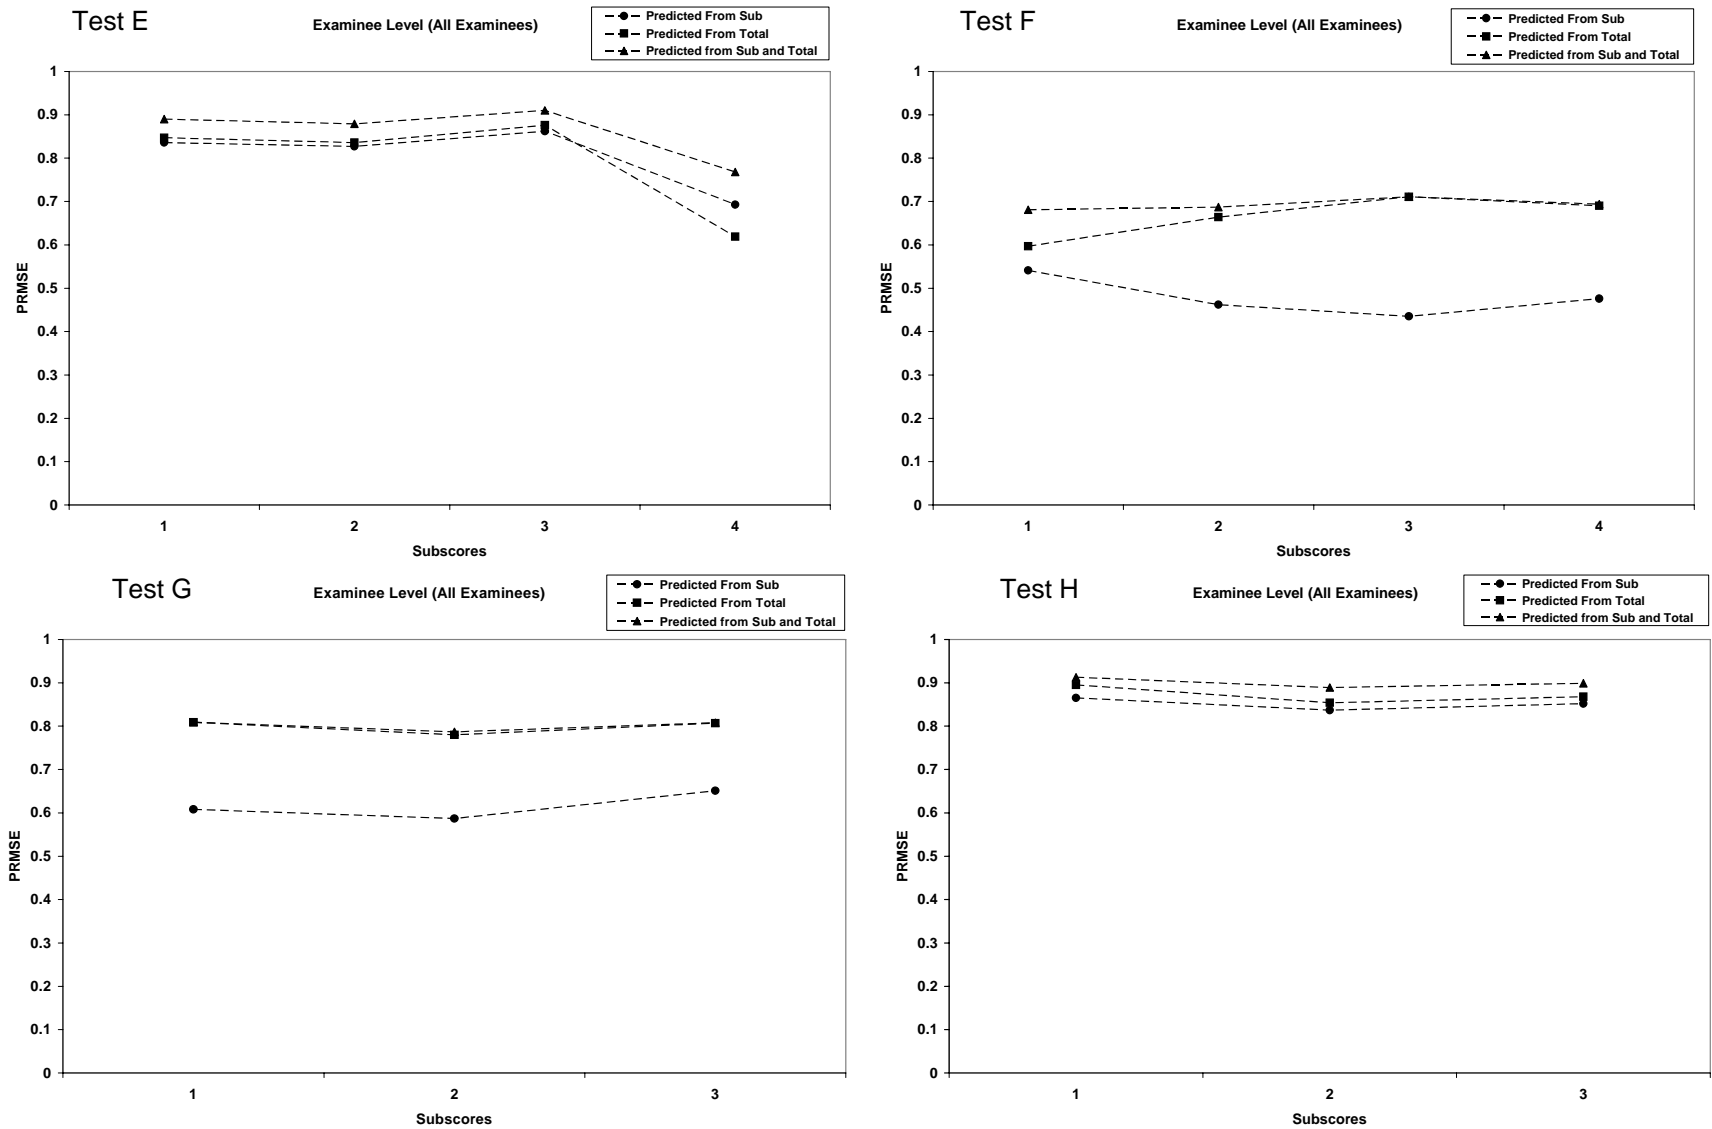 Test E
Examinee Level (All Examinees)
Predicted From Sub
Predicted From Total
Predicted from Sub and Total
1
0.9
0.8
0.7
0.6
0.5
0.4
0.3
0.2
0.1
0
PRMSE
1 2 3 4
Subscores
Test F
Examinee Level (All Examinees)
Predicted From Sub
Predicted From Total
Predicted from Sub and Total
1
0.9
0.8
0.7
0.6
0.5
0.4
0.3
0.2
0.1
0
PRMSE
1 2 3 4
Subscores
Test G
Examinee Level (All Examinees)
Predicted From Sub
Predicted From Total
Predicted from Sub and Total
1
0.9
0.8
0.7
0.6
0.5
0.4
0.3
0.2
0.1
0
PRMSE
1 2 3
Subscores
Test H
Examinee Level (All Examinees)
Predicted From Sub
Predicted From Total
Predicted from Sub and Total
1
0.9
0.8
0.7
0.6
0.5
0.4
0.3
0.2
0.1
0
PRMSE
1 2 3
Subscores